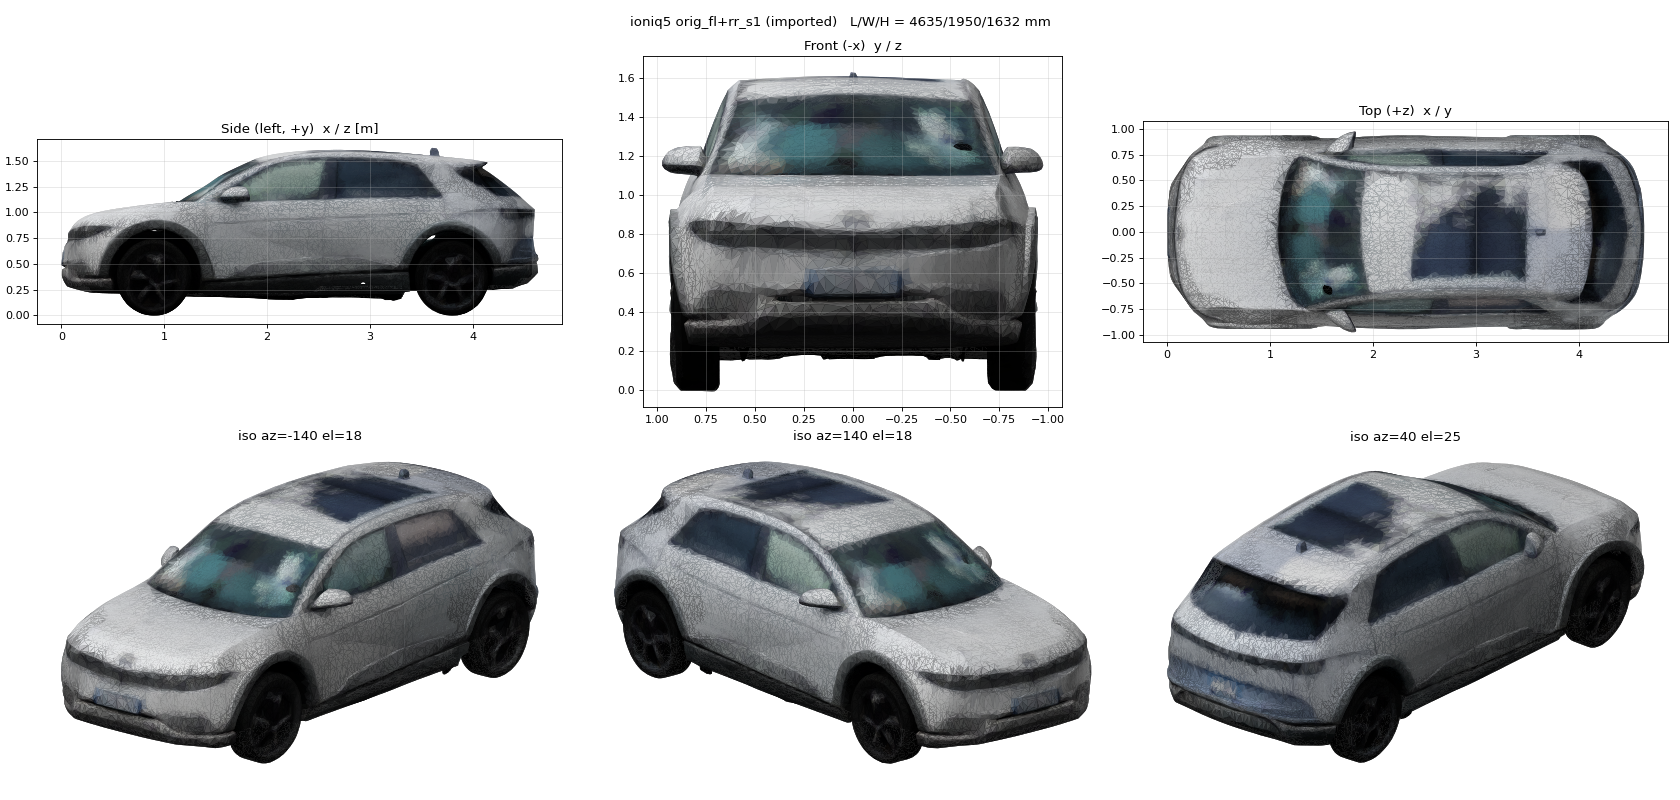 ioniq5 orig_fl+rr_s1 (imported)   L/W/H = 4635/1950/1632 mm
Side (left, +y)  x / z [m]
1.50
1.25
1.00
0.75
0.50
0.25
0.00
0 1 2 3 4
Front (-x)  y / z
1.6
1.4
1.2
1.0
0.8
0.6
0.4
0.2
0.0
1.00 0.75 0.50 0.25 0.00 −0.25 −0.50 −0.75 −1.00
Top (+z)  x / y
1.00
0.75
0.50
0.25
0.00
−0.25
−0.50
−0.75
−1.00
0 1 2 3 4
iso az=-140 el=18
iso az=140 el=18
iso az=40 el=25